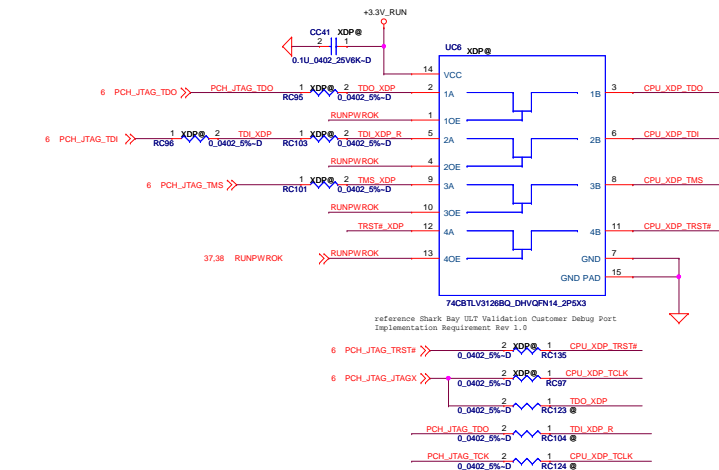 +3.3V_RUN
CC41 XDP@
2 1
0.1U_0402_25V6K~D
UC6 XDP@
14 VCC
6 PCH_JTAG_TDO PCH_JTAG_TDO 1 XDP@ 2 TDO_XDP 2 1A 1B 3 CPU_XDP_TDO
RC95 0_0402_5%~D
RUNPWROK 1 1OE
6 PCH_JTAG_TDI 1 XDP@ 2 TDI_XDP 1 XDP@ 2 TDI_XDP_R 5 2A 2B 6 CPU_XDP_TDI
RC96 0_0402_5%~D RC103 0_0402_5%~D
RUNPWROK 4 2OE
6 PCH_JTAG_TMS 1 XDP@ 2 TMS_XDP 9 3A 3B 8 CPU_XDP_TMS
RC101 0_0402_5%~D
RUNPWROK 10 3OE
TRST#_XDP 12 4A 4B 11 CPU_XDP_TRST#
37,38 RUNPWROK RUNPWROK 13 4OE GND 7
GND PAD 15
74CBTLV3126BQ_DHVQFN14_2P5X3
reference Shark Bay ULT Validation Customer Debug Port
Implementation Requirement Rev 1.0
6 PCH_JTAG_TRST# 2 XDP@ 1 CPU_XDP_TRST#
0_0402_5%~D RC135
6 PCH_JTAG_JTAGX 2 XDP@ 1 CPU_XDP_TCLK
0_0402_5%~D RC97
2 1 TDO_XDP
0_0402_5%~D RC123 @
PCH_JTAG_TDO 2 1 TDI_XDP_R
0_0402_5%~D RC104 @
PCH_JTAG_TCK 2 1 CPU_XDP_TCLK
0_0402_5%~D RC124 @